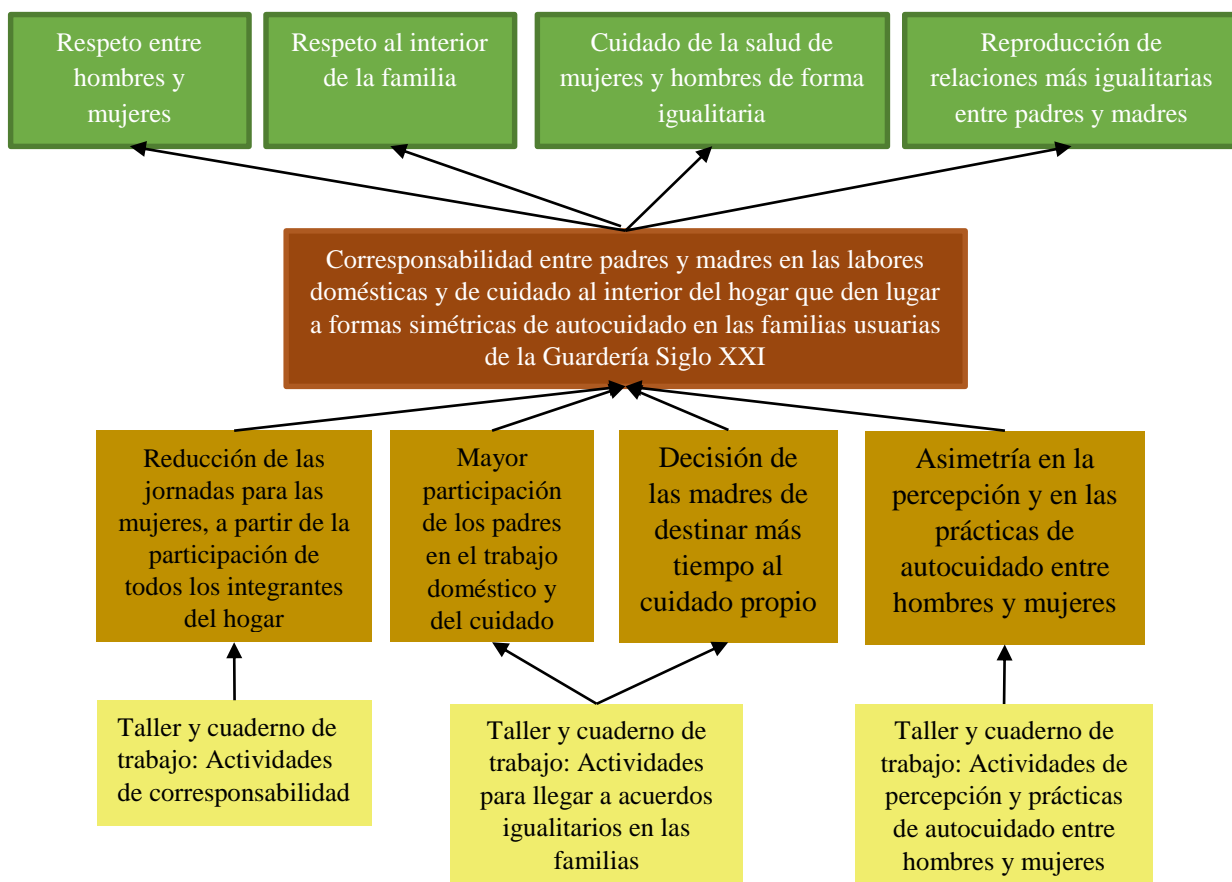 Respeto entre
hombres y
mujeres
Respeto al interior
de la familia
Cuidado de la salud de
mujeres y hombres de forma
igualitaria
Reproducción de
relaciones más igualitarias
entre padres y madres
Corresponsabilidad entre padres y madres en las labores
domésticas y de cuidado al interior del hogar que den lugar
a formas simétricas de autocuidado en las familias usuarias
de la Guardería Siglo XXI
Reducción de las
jornadas para las
mujeres, a partir de la
participación de
todos los integrantes
del hogar
Mayor
participación
de los padres
en el trabajo
doméstico y
del cuidado
Decisión de
las madres de
destinar más
tiempo al
cuidado propio
Asimetría en la
percepción y en las
prácticas de
autocuidado entre
hombres y mujeres
Taller y cuaderno de
trabajo: Actividades
de corresponsabilidad
Taller y cuaderno de
trabajo: Actividades
para llegar a acuerdos
igualitarios en las
familias
Taller y cuaderno de
trabajo: Actividades de
percepción y prácticas
de autocuidado entre
hombres y mujeres